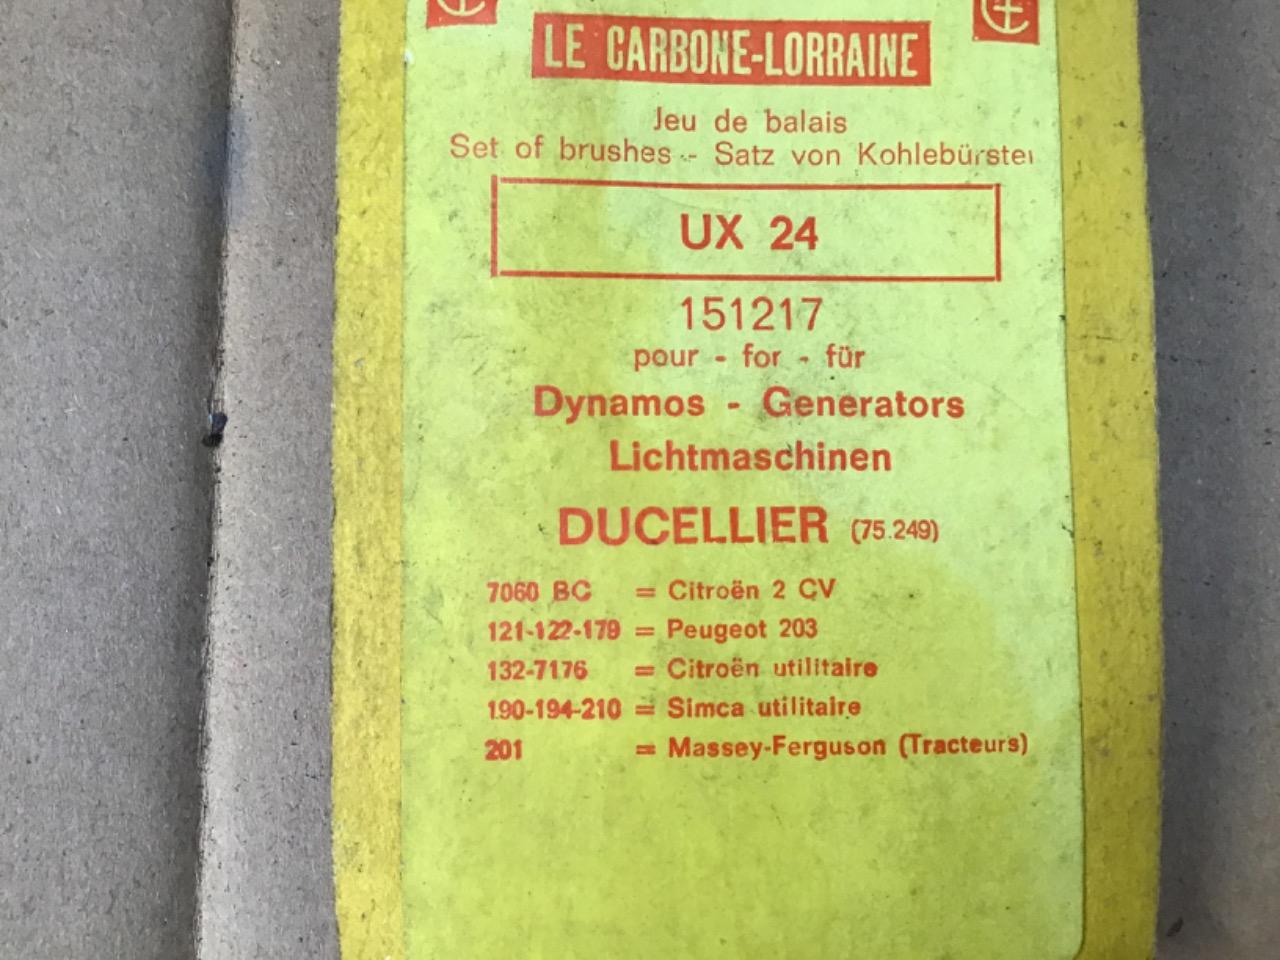 LE CARBONE-LORRAINE
Jeu de balais
Set of brushes - Satz von Kohlebürste
UX 24
151217
pour - for - für
Dynamos - Generators
Lichtmaschinen
DUCELLIER (75.249)
7060 BC = Citroën 2 CV
121-122-179 = Peugeot 203
132-7176 = Citroën utilitaire
190-194-210 = Simca utilitaire
201 = Massey-Ferguson (Tracteurs)